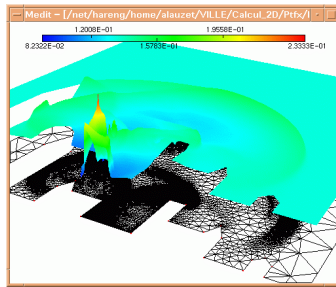 Medit - [/net/hareng/home/alauzet/VILLE/Calcul_2D/Ptfx/l
1.2008E-01 1.9558E-01
8.2322E-02 1.5783E-01 2.3333E-01